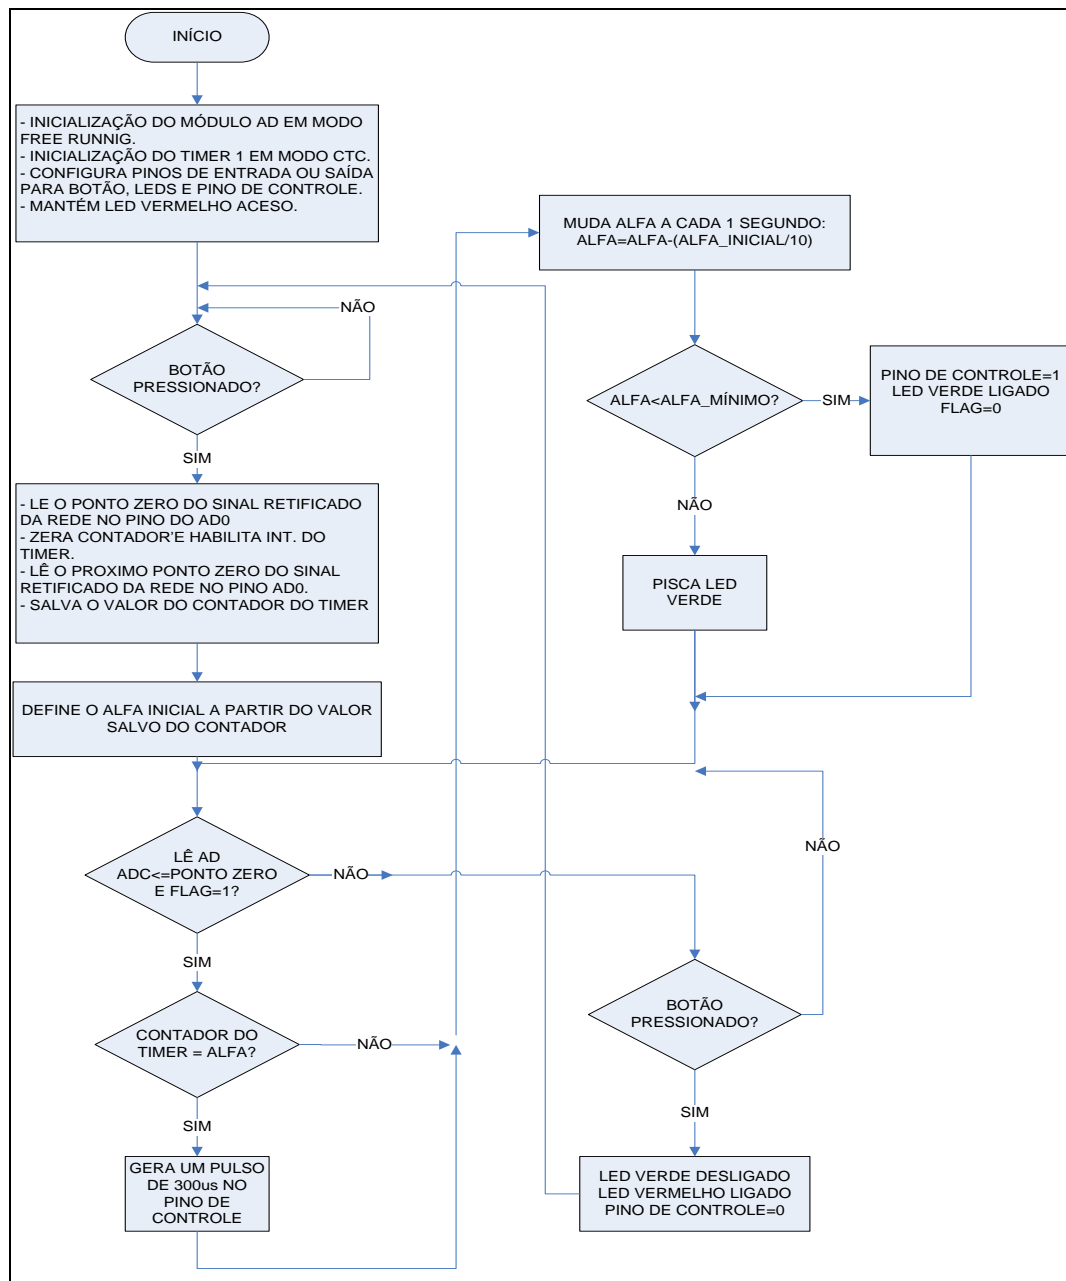 INÍCIO
- INICIALIZAÇÃO DO MÓDULO AD EM MODO
FREE RUNNIG.
- INICIALIZAÇÃO DO TIMER 1 EM MODO CTC.
- CONFIGURA PINOS DE ENTRADA OU SAÍDA
PARA BOTÃO, LEDS E PINO DE CONTROLE.
- MANTÉM LED VERMELHO ACESO.
NÃO
BOTÃO
PRESSIONADO?
SIM
- LE O PONTO ZERO DO SINAL RETIFICADO
DA REDE NO PINO DO AD0
- ZERA CONTADOR'E HABILITA INT. DO
TIMER.
- LÊ O PROXIMO PONTO ZERO DO SINAL
RETIFICADO DA REDE NO PINO AD0.
- SALVA O VALOR DO CONTADOR DO TIMER
DEFINE O ALFA INICIAL A PARTIR DO VALOR
SALVO DO CONTADOR
LÊ AD
ADC<=PONTO ZERO
E FLAG=1?
NÃO
SIM
CONTADOR DO
TIMER = ALFA?
NÃO
SIM
GERA UM PULSO
DE 300us NO
PINO DE
CONTROLE
MUDA ALFA A CADA 1 SEGUNDO:
ALFA=ALFA-(ALFA_INICIAL/10)
ALFA<ALFA_MÍNIMO?
SIM
PINO DE CONTROLE=1
LED VERDE LIGADO
FLAG=0
NÃO
PISCA LED
VERDE
NÃO
BOTÃO
PRESSIONADO?
SIM
LED VERDE DESLIGADO
LED VERMELHO LIGADO
PINO DE CONTROLE=0